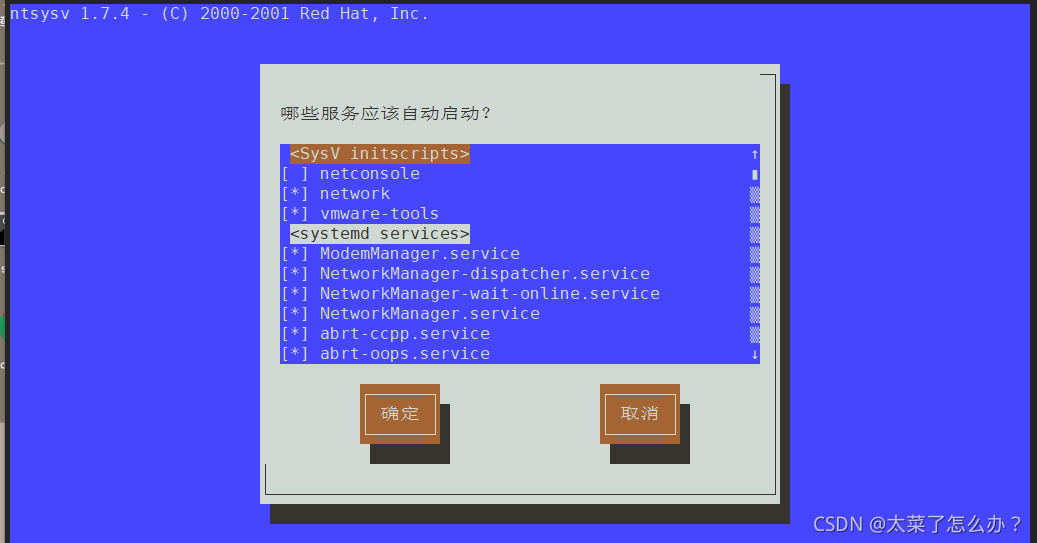 ntsysv 1.7.4 - (C) 2000-2001 Red Hat, Inc.
哪些服务应该自动启动?
<SysV initscripts>
[ ] netconsole
[*] network
[*] vmware-tools
<systemd services>
[*] ModemManager.service
[*] NetworkManager-dispatcher.service
[*] NetworkManager-wait-online.service
[*] NetworkManager.service
[*] abrt-ccpp.service
[*] abrt-oops.service
确定 取消
CSDN @太菜了怎么办？